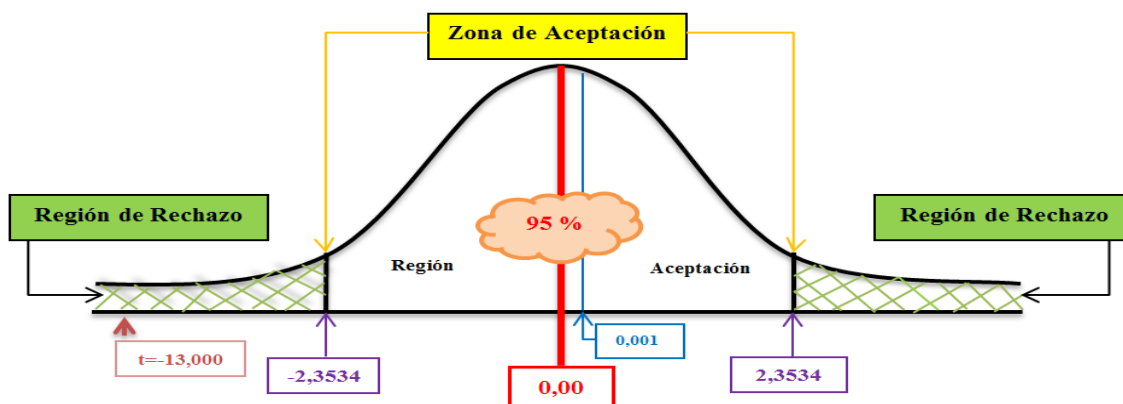 Zona de Aceptación
Región de Rechazo
Región de Rechazo
95 %
Región
Aceptación
t=-13,000
-2,3534
0,00
0,001
2,3534